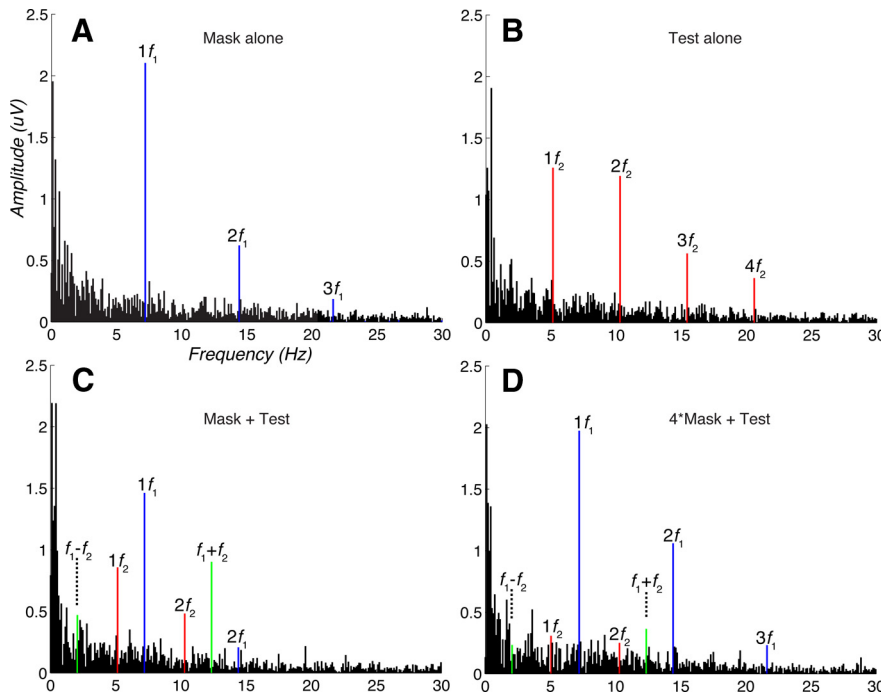 A
Mask alone
2.5
2
1.5
1
0.5
0
Amplitude (uV)
1f₁
2f₁
3f₁
0 5 10 15 20 25 30
Frequency (Hz)
B
Test alone
2.5
2
1.5
1
0.5
0
1f₂
2f₂
3f₂
4f₂
0 5 10 15 20 25 30
C
Mask + Test
2.5
2
1.5
1
0.5
0
f₁-f₂
1f₂
1f₁
2f₂
f₁+f₂
2f₁
0 5 10 15 20 25 30
D
4*Mask + Test
2.5
2
1.5
1
0.5
0
f₁-f₂
1f₂
1f₁
2f₂
f₁+f₂
2f₁
3f₁
0 5 10 15 20 25 30